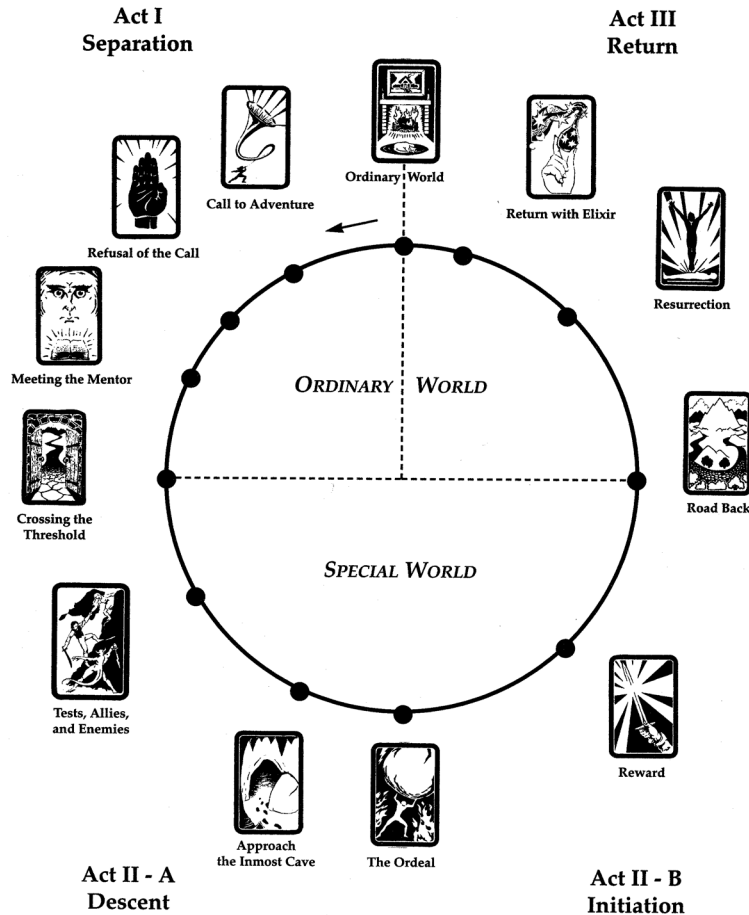 Act I
Separation
Act III
Return
Ordinary World
Call to Adventure
Return with Elixir
Refusal of the Call
Resurrection
Meeting the Mentor
ORDINARY WORLD
Crossing the
Threshold
Road Back
SPECIAL WORLD
Tests, Allies,
and Enemies
Reward
Approach
the Inmost Cave
The Ordeal
Act II - A
Descent
Act II - B
Initiation